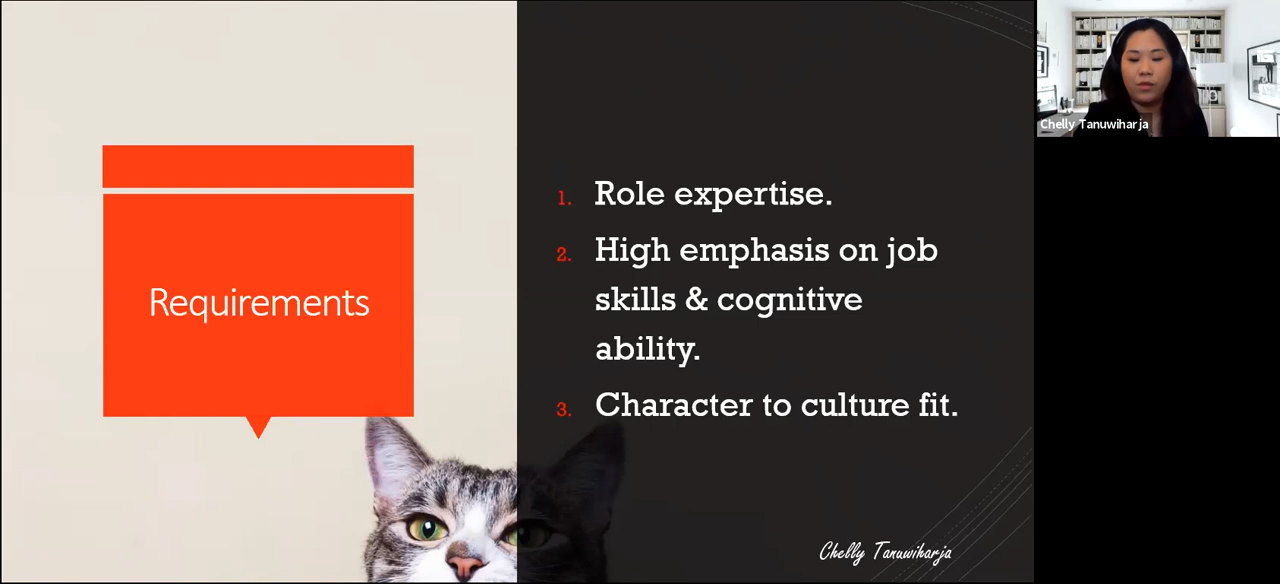 Requirements
1. Role expertise.
2. High emphasis on job
skills & cognitive
ability.
3. Character to culture fit.
Chelly Tanuwiharja
Chelly Tanuwiharja